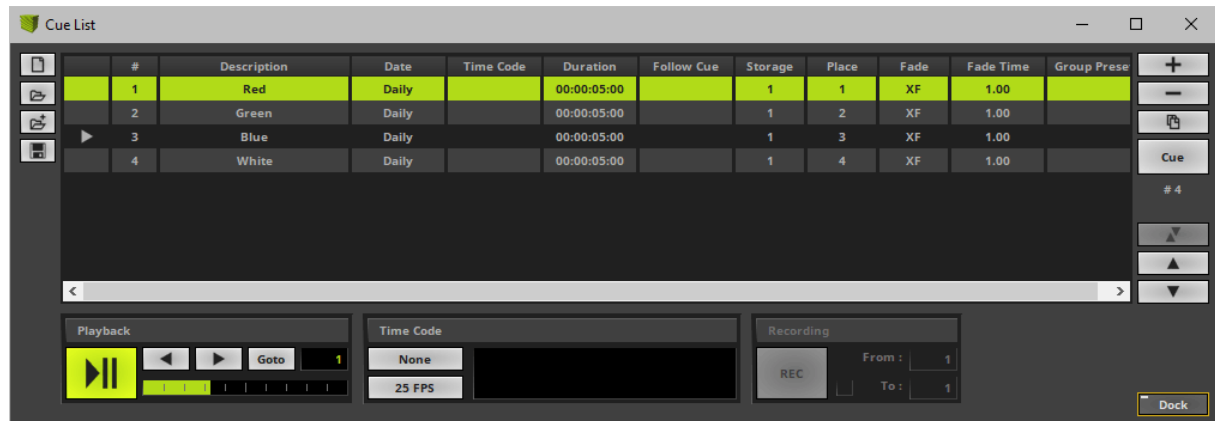 Cue List
# Description Date Time Code Duration Follow Cue Storage Place Fade Fade Time Group Prese
1 Red Daily 00:00:05:00 1 1 XF 1.00
2 Green Daily 00:00:05:00 1 2 XF 1.00
3 Blue Daily 00:00:05:00 1 3 XF 1.00
4 White Daily 00:00:05:00 1 4 XF 1.00
Cue
# 4
Playback
Goto 1
Time Code
None
25 FPS
Recording
REC
From : 1
To : 1
Dock